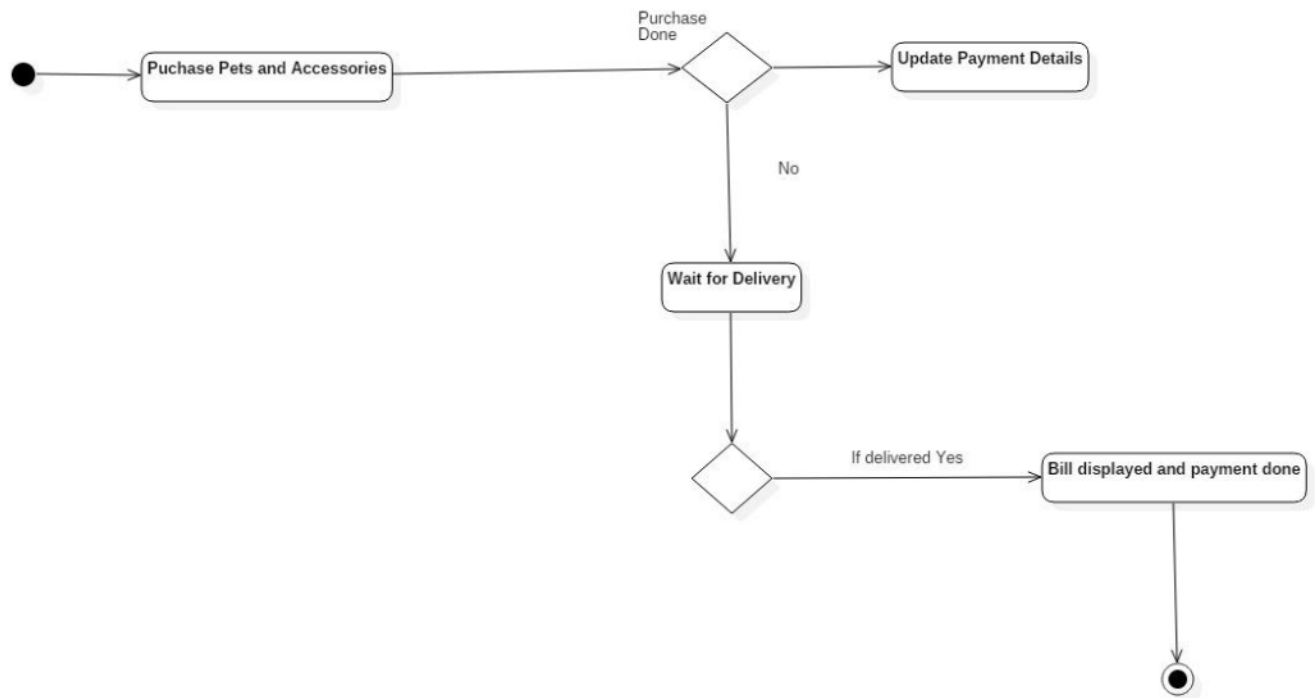 Purchase
Done
Puchase Pets and Accessories
Update Payment Details
No
Wait for Delivery
If delivered Yes
Bill displayed and payment done